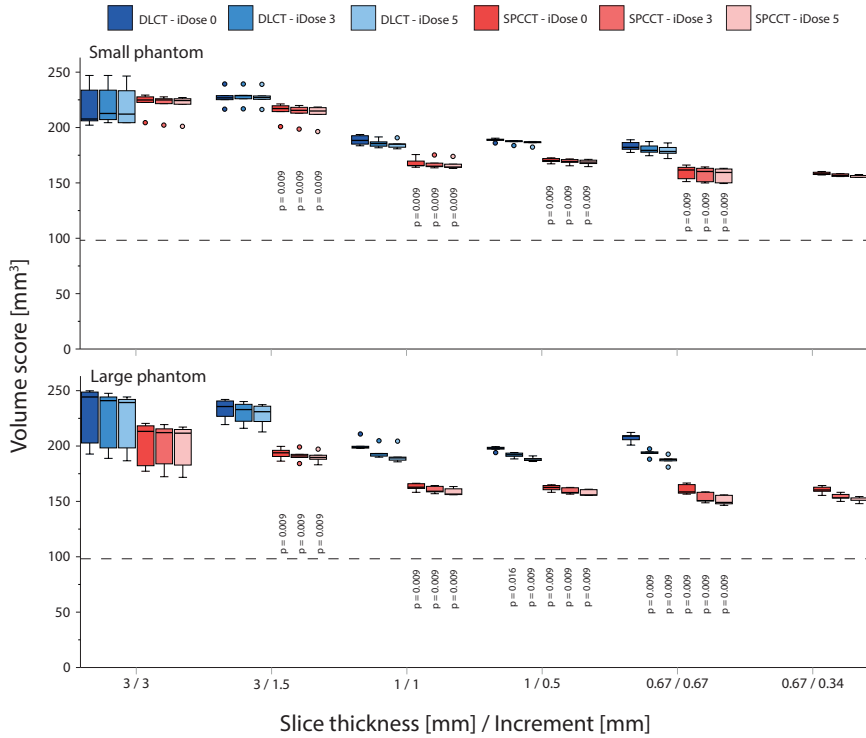 DLCT - iDose 0 DLCT - iDose 3 DLCT - iDose 5 SPCCT - iDose 0 SPCCT - iDose 3 SPCCT - iDose 5
Small phantom
250
200
150
100
50
0
p = 0.009 p = 0.009 p = 0.009
p = 0.009 p = 0.009 p = 0.009
p = 0.009 p = 0.009 p = 0.009
p = 0.009 p = 0.009 p = 0.009
Volume score [mm³]
Large phantom
250
200
150
100
50
0
p = 0.009 p = 0.009 p = 0.009
p = 0.009 p = 0.009 p = 0.009
p = 0.016 p = 0.009 p = 0.009 p = 0.009 p = 0.009
p = 0.009 p = 0.009 p = 0.009 p = 0.009 p = 0.009
3 / 3 3 / 1.5 1 / 1 1 / 0.5 0.67 / 0.67 0.67 / 0.34
Slice thickness [mm] / Increment [mm]